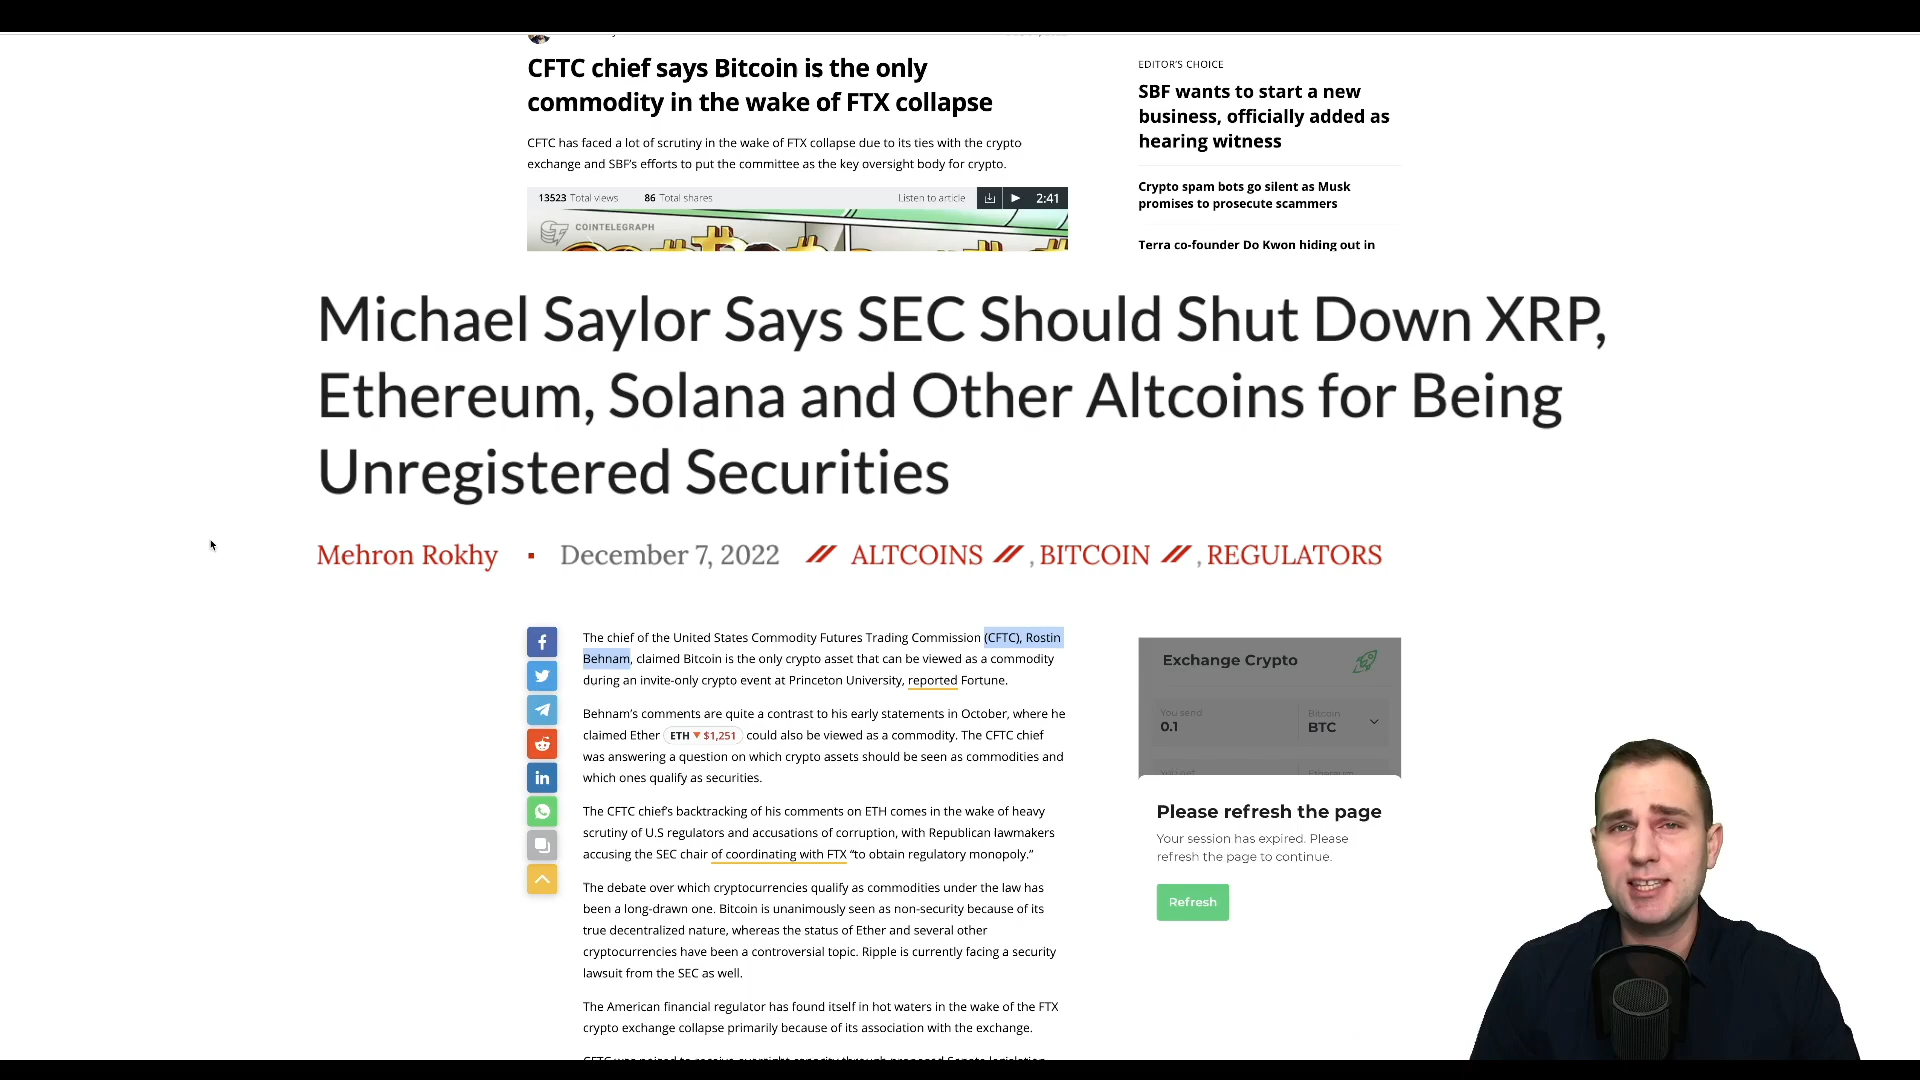 CFTC chief says Bitcoin is the only
commodity in the wake of FTX collapse
CFTC has faced a lot of scrutiny in the wake of FTX collapse due to its ties with the crypto
exchange and SBF's efforts to put the committee as the key oversight body for crypto.
13523 Total views 86 Total shares Listen to article 2:41
COINTELEGRAPH
EDITOR'S CHOICE
SBF wants to start a new
business, officially added as
hearing witness
Crypto spam bots go silent as Musk
promises to prosecute scammers
Terra co-founder Do Kwon hiding out in
Michael Saylor Says SEC Should Shut Down XRP,
Ethereum, Solana and Other Altcoins for Being
Unregistered Securities
Mehron Rokhy ▪ December 7, 2022 // ALTCOINS // , BITCOIN // , REGULATORS
The chief of the United States Commodity Futures Trading Commission (CFTC), Rostin
Behnam, claimed Bitcoin is the only crypto asset that can be viewed as a commodity
during an invite-only crypto event at Princeton University, reported Fortune.
Behnam's comments are quite a contrast to his early statements in October, where he
claimed Ether ETH ▼ $1,251 could also be viewed as a commodity. The CFTC chief
was answering a question on which crypto assets should be seen as commodities and
which ones qualify as securities.
The CFTC chief's backtracking of his comments on ETH comes in the wake of heavy
scrutiny of U.S regulators and accusations of corruption, with Republican lawmakers
accusing the SEC chair of coordinating with FTX "to obtain regulatory monopoly."
The debate over which cryptocurrencies qualify as commodities under the law has
been a long-drawn one. Bitcoin is unanimously seen as non-security because of its
true decentralized nature, whereas the status of Ether and several other
cryptocurrencies have been a controversial topic. Ripple is currently facing a security
lawsuit from the SEC as well.
The American financial regulator has found itself in hot waters in the wake of the FTX
crypto exchange collapse primarily because of its association with the exchange.
Exchange Crypto
You send
0.1
Bitcoin
BTC
Please refresh the page
Your session has expired. Please
refresh the page to continue.
Refresh